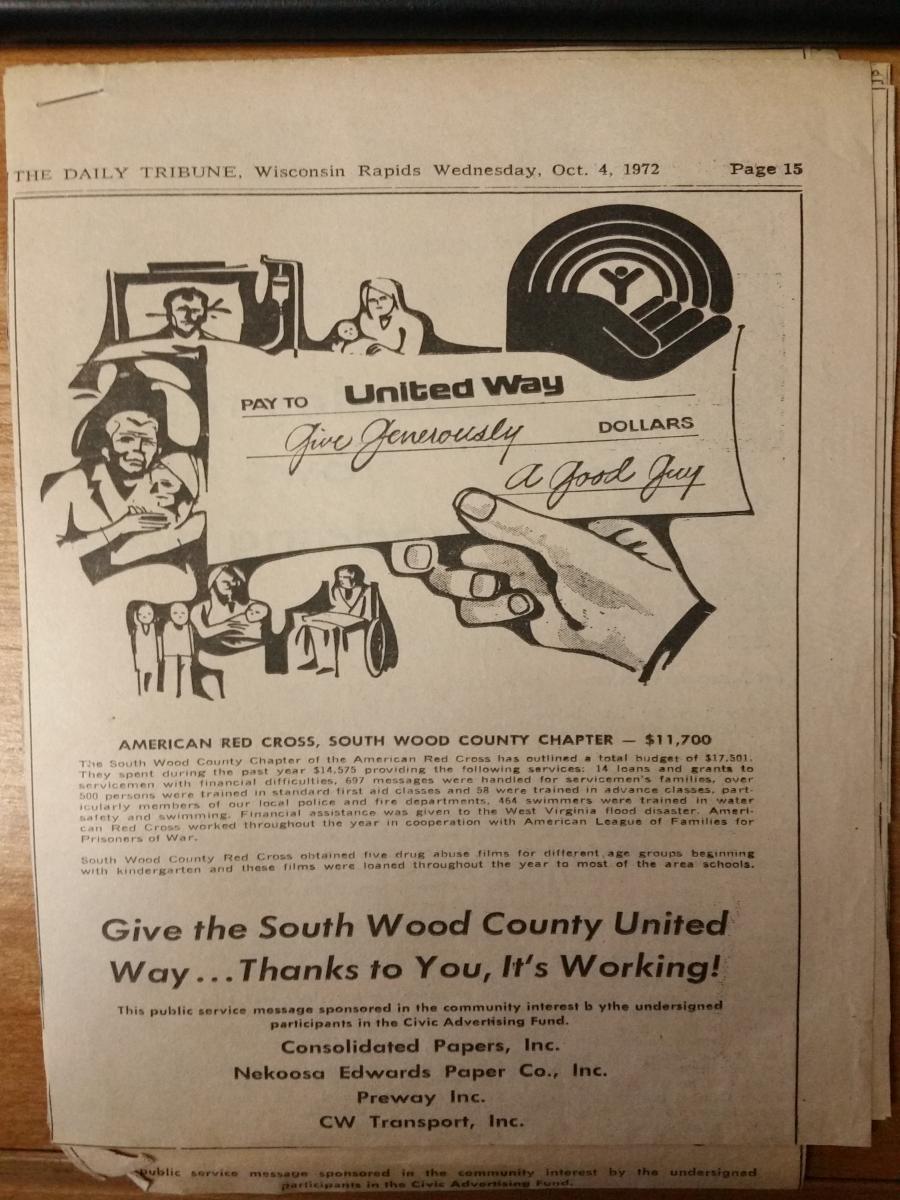 THE DAILY TRIBUNE, Wisconsin Rapids Wednesday, Oct. 4, 1972 Page 15
PAY TO United Way
Give Generously DOLLARS
A Good Guy
AMERICAN RED CROSS, SOUTH WOOD COUNTY CHAPTER — $11,700
The South Wood County Chapter of the American Red Cross has outlined a total budget of $17,501.
They spent during the past year $14,575 providing the following services: 14 loans and grants to
servicemen with financial difficulties, 697 messages were handled for servicemen's families, over
500 persons were trained in standard first aid classes and 58 were trained in advance classes, part-
icularly members of our local police and fire departments, 464 swimmers were trained in water
safety and swimming. Financial assistance was given to the West Virginia flood disaster. Ameri-
can Red Cross worked throughout the year in cooperation with American League of Families for
Prisoners of War.
South Wood County Red Cross obtained five drug abuse films for different age groups beginning
with kindergarten and these films were loaned throughout the year to most of the area schools.
Give the South Wood County United
Way...Thanks to You, It's Working!
This public service message sponsored in the community interest b ythe undersigned
participants in the Civic Advertising Fund.
Consolidated Papers, Inc.
Nekoosa Edwards Paper Co., Inc.
Preway Inc.
CW Transport, Inc.
public service message sponsored in the community interest by the undersigned
participants in the Civic Advertising Fund.